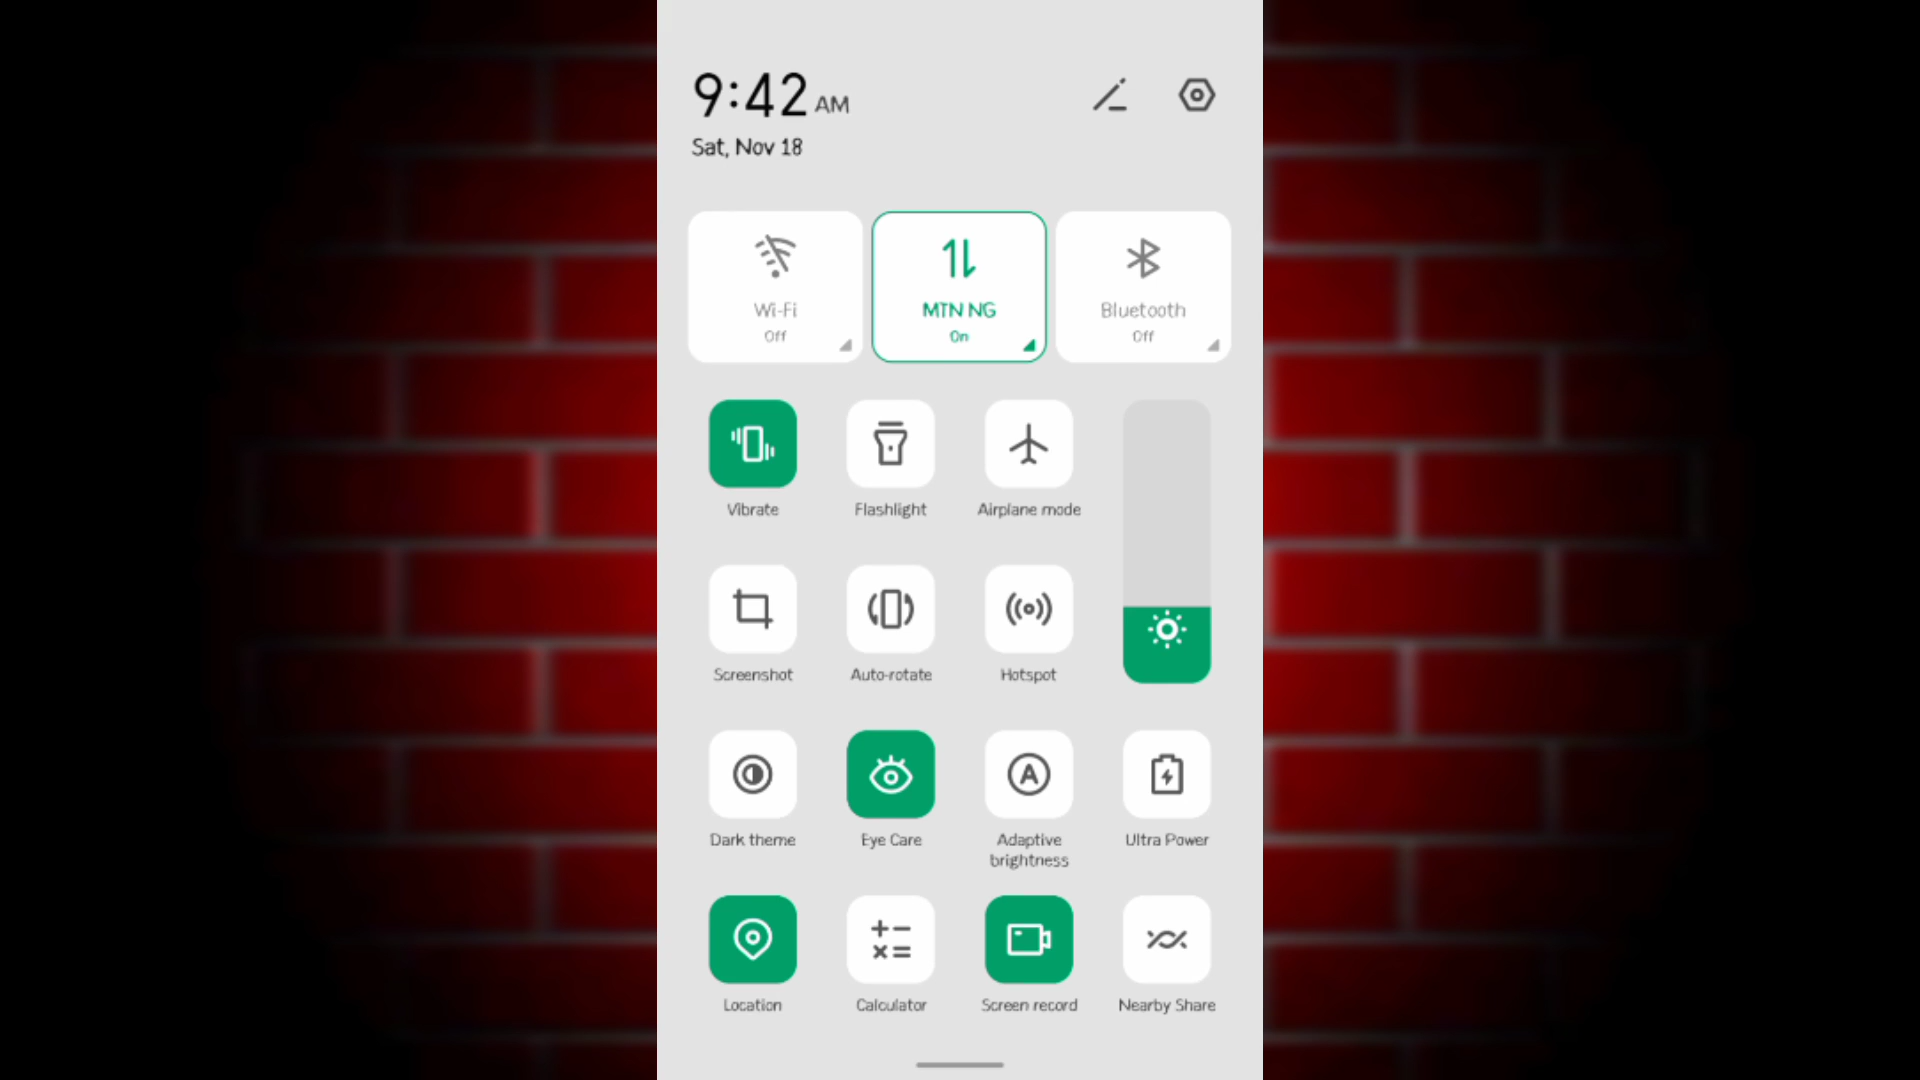 9:42 AM
Sat, Nov 18
Wi-Fi
Off
MTN NG
On
Bluetooth
Off
Vibrate
Flashlight
Airplane mode
Screenshot
Auto-rotate
Hotspot
Dark theme
Eye Care
Adaptive
brightness
Ultra Power
Location
Calculator
Screen record
Nearby Share